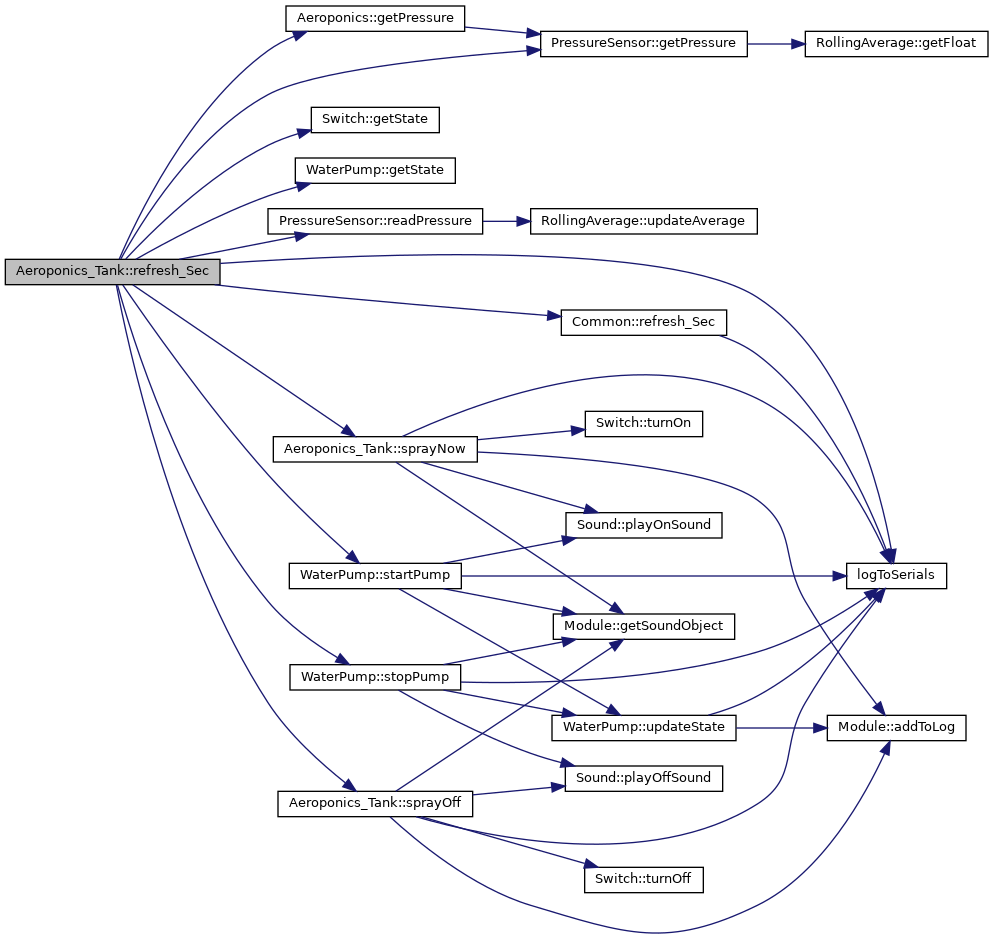 Aeroponics::getPressure
PressureSensor::getPressure
RollingAverage::getFloat
Switch::getState
WaterPump::getState
PressureSensor::readPressure
RollingAverage::updateAverage
Aeroponics_Tank::refresh_Sec
Common::refresh_Sec
Switch::turnOn
Aeroponics_Tank::sprayNow
Sound::playOnSound
WaterPump::startPump
logToSerials
Module::getSoundObject
WaterPump::stopPump
WaterPump::updateState
Module::addToLog
Sound::playOffSound
Aeroponics_Tank::sprayOff
Switch::turnOff